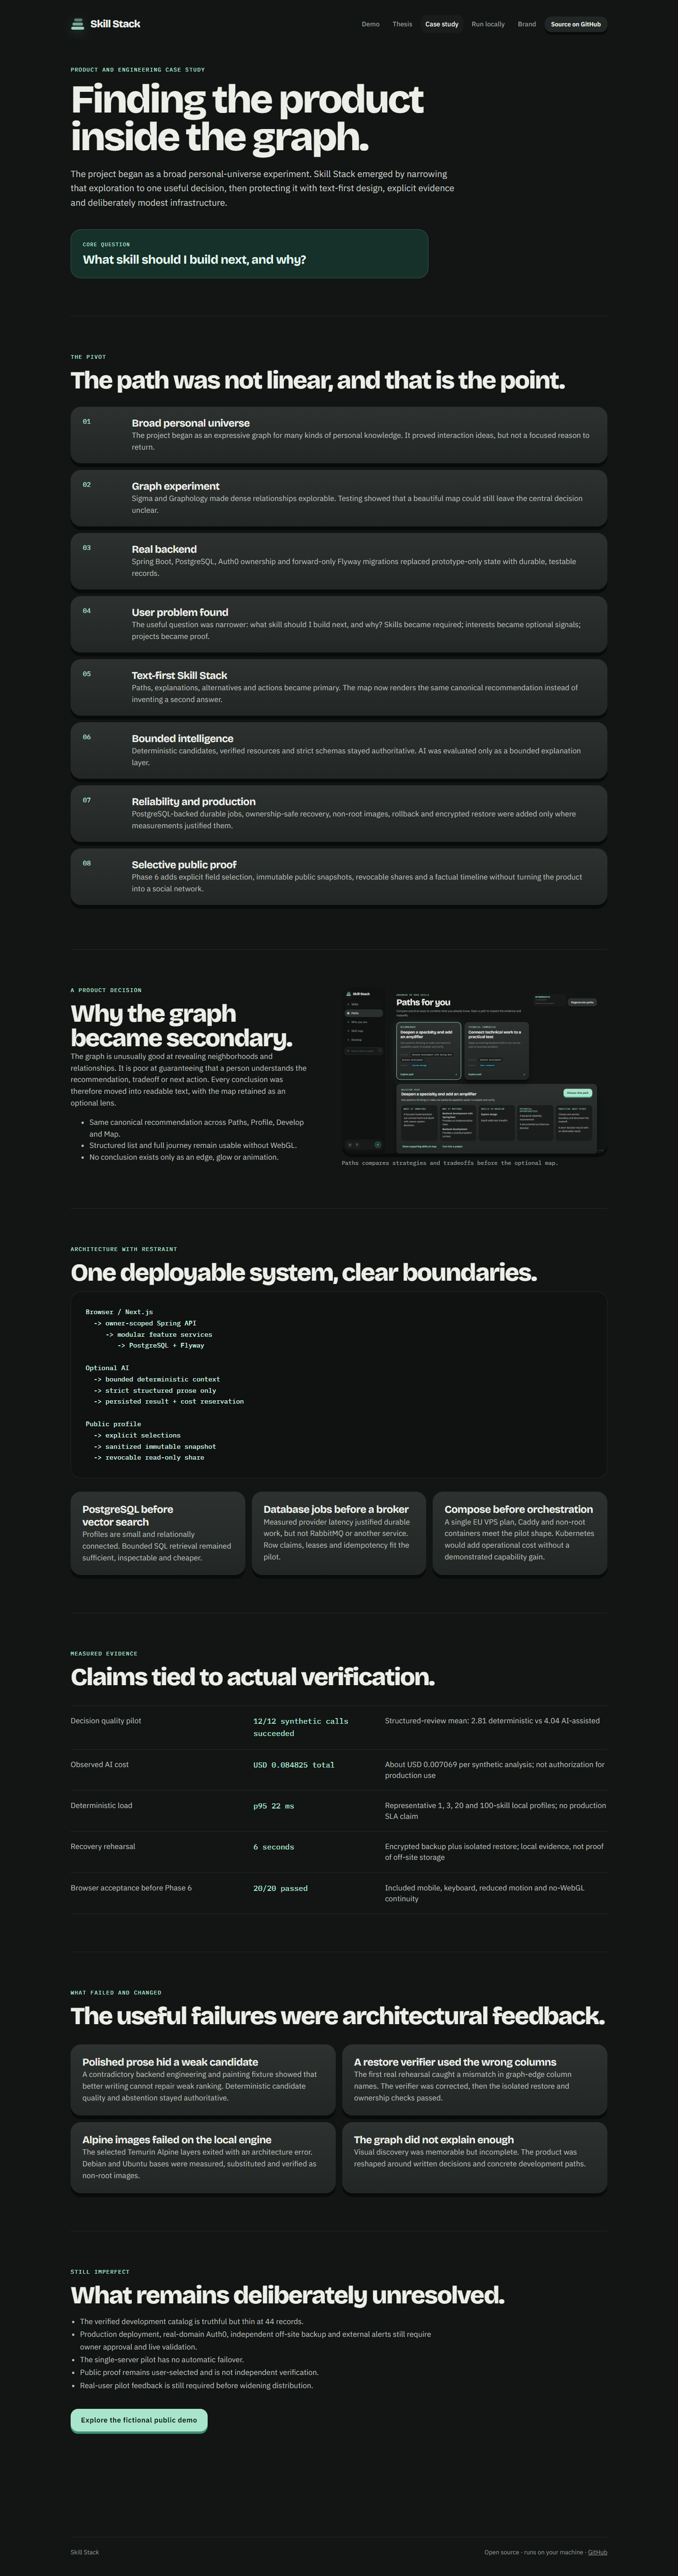 Skill Stack
Demo Thesis Case study Run locally Brand Source on GitHub
PRODUCT AND ENGINEERING CASE STUDY
Finding the product
inside the graph.
The project began as a broad personal-universe experiment. Skill Stack emerged by narrowing
that exploration to one useful decision, then protecting it with text-first design, explicit evidence
and deliberately modest infrastructure.
CORE QUESTION
What skill should I build next, and why?
THE PIVOT
The path was not linear, and that is the point.
01
Broad personal universe
The project began as an expressive graph for many kinds of personal knowledge. It proved interaction ideas, but not a focused reason to
return.
02
Graph experiment
Sigma and Graphology made dense relationships explorable. Testing showed that a beautiful map could still leave the central decision
unclear.
03
Real backend
Spring Boot, PostgreSQL, Auth0 ownership and forward-only Flyway migrations replaced prototype-only state with durable, testable
records.
04
User problem found
The useful question was narrower: what skill should I build next, and why? Skills became required; interests became optional signals;
projects became proof.
05
Text-first Skill Stack
Paths, explanations, alternatives and actions became primary. The map now renders the same canonical recommendation instead of
inventing a second answer.
06
Bounded intelligence
Deterministic candidates, verified resources and strict schemas stayed authoritative. AI was evaluated only as a bounded explanation
layer.
07
Reliability and production
PostgreSQL-backed durable jobs, ownership-safe recovery, non-root images, rollback and encrypted restore were added only where
measurements justified them.
08
Selective public proof
Phase 6 adds explicit field selection, immutable public snapshots, revocable shares and a factual timeline without turning the product
into a social network.
A PRODUCT DECISION
Why the graph
became secondary.
The graph is unusually good at revealing neighborhoods and
relationships. It is poor at guaranteeing that a person understands the
recommendation, tradeoff or next action. Every conclusion was
therefore moved into readable text, with the map retained as an
optional lens.
• Same canonical recommendation across Paths, Profile, Develop
and Map.
• Structured list and full journey remain usable without WebGL.
• No conclusion exists only as an edge, glow or animation.
Skill Stack
Paths for you
Deepen a specialty and add
an amplifier
Connect technical work to a
practical test
Deepen a specialty and add an amplifier
Paths compares strategies and tradeoffs before the optional map.
ARCHITECTURE WITH RESTRAINT
One deployable system, clear boundaries.
Browser / Next.js
-> owner-scoped Spring API
-> modular feature services
-> PostgreSQL + Flyway
Optional AI
-> bounded deterministic context
-> strict structured prose only
-> persisted result + cost reservation
Public profile
-> explicit selections
-> sanitized immutable snapshot
-> revocable read-only share
PostgreSQL before
vector search
Profiles are small and relationally
connected. Bounded SQL retrieval remained
sufficient, inspectable and cheaper.
Database jobs before a broker
Measured provider latency justified durable
work, but not RabbitMQ or another service.
Row claims, leases and idempotency fit the
pilot.
Compose before orchestration
A single EU VPS plan, Caddy and non-root
containers meet the pilot shape. Kubernetes
would add operational cost without a
demonstrated capability gain.
MEASURED EVIDENCE
Claims tied to actual verification.
Decision quality pilot
12/12 synthetic calls
succeeded
Structured-review mean: 2.81 deterministic vs 4.04 AI-assisted
Observed AI cost
USD 0.084825 total
About USD 0.007069 per synthetic analysis; not authorization for
production use
Deterministic load
p95 22 ms
Representative 1, 3, 20 and 100-skill local profiles; no production
SLA claim
Recovery rehearsal
6 seconds
Encrypted backup plus isolated restore; local evidence, not proof
of off-site storage
Browser acceptance before Phase 6
20/20 passed
Included mobile, keyboard, reduced motion and no-WebGL
continuity
WHAT FAILED AND CHANGED
The useful failures were architectural feedback.
Polished prose hid a weak candidate
A contradictory backend engineering and painting fixture showed that
better writing cannot repair weak ranking. Deterministic candidate
quality and abstention stayed authoritative.
A restore verifier used the wrong columns
The first real rehearsal caught a mismatch in graph-edge column
names. The verifier was corrected, then the isolated restore and
ownership checks passed.
Alpine images failed on the local engine
The selected Temurin Alpine layers exited with an architecture error.
Debian and Ubuntu bases were measured, substituted and verified as
non-root images.
The graph did not explain enough
Visual discovery was memorable but incomplete. The product was
reshaped around written decisions and concrete development paths.
STILL IMPERFECT
What remains deliberately unresolved.
• The verified development catalog is truthful but thin at 44 records.
• Production deployment, real-domain Auth0, independent off-site backup and external alerts still require
owner approval and live validation.
• The single-server pilot has no automatic failover.
• Public proof remains user-selected and is not independent verification.
• Real-user pilot feedback is still required before widening distribution.
Explore the fictional public demo
Skill Stack
Open source · runs on your machine · GitHub